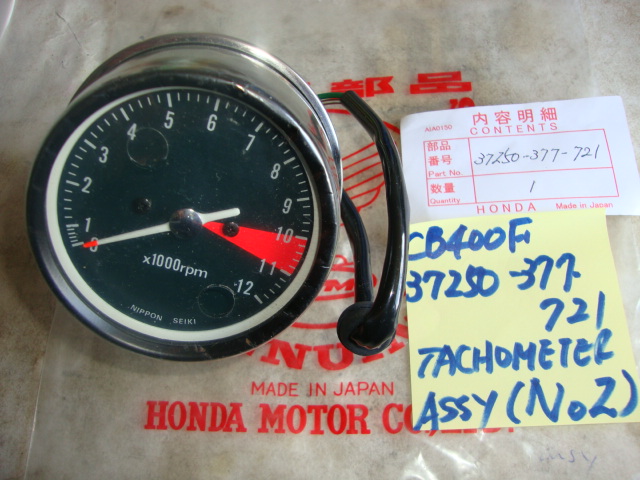 部品
1 2 3 4 5 6 7 8 9 10 11 12
x1000rpm
NIPPON SEIKI
MADE IN JAPAN
HONDA MOTOR CO.,
内容明細
CONTENTS
部品
番号
Part No.
37250-377-721
数量
Quantity
1
HONDA Made in Japan
CB400F
37250-377-
721
TACHOMETER
ASSY (No2)